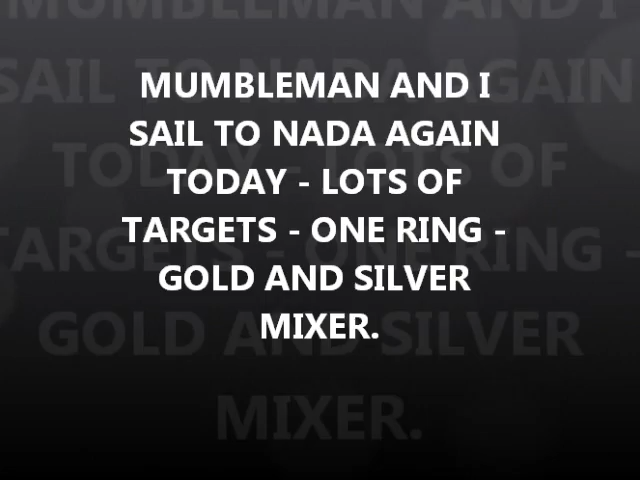 MUMBLEMAN AND I
SAIL TO NADA AGAIN
TODAY - LOTS OF
TARGETS - ONE RING -
GOLD AND SILVER
MIXER.